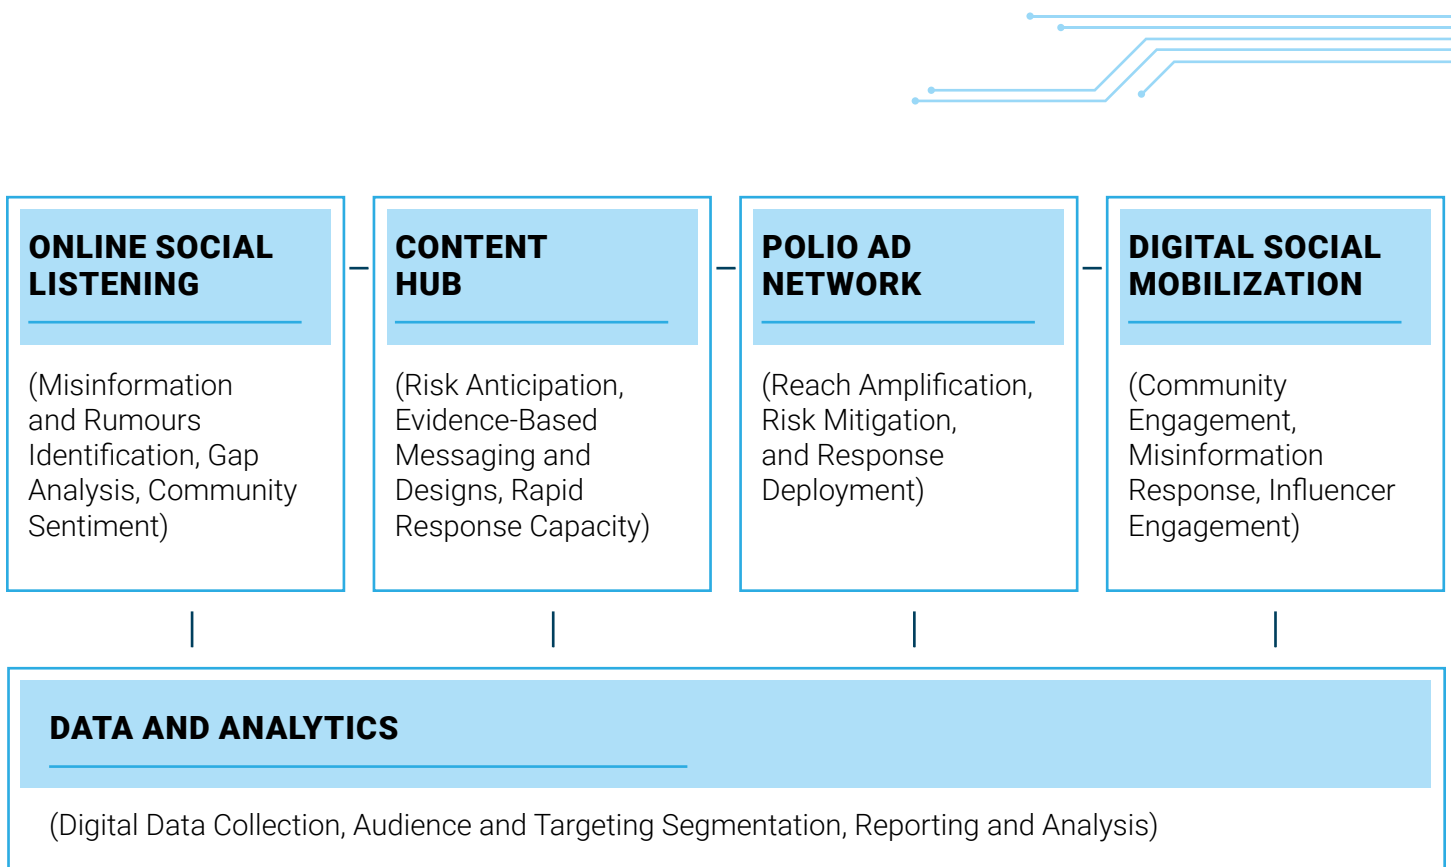 ONLINE SOCIAL
LISTENING
(Misinformation
and Rumours
Identification, Gap
Analysis, Community
Sentiment)
CONTENT
HUB
(Risk Anticipation,
Evidence-Based
Messaging and
Designs, Rapid
Response Capacity)
POLIO AD
NETWORK
(Reach Amplification,
Risk Mitigation,
and Response
Deployment)
DIGITAL SOCIAL
MOBILIZATION
(Community
Engagement,
Misinformation
Response, Influencer
Engagement)
DATA AND ANALYTICS
(Digital Data Collection, Audience and Targeting Segmentation, Reporting and Analysis)